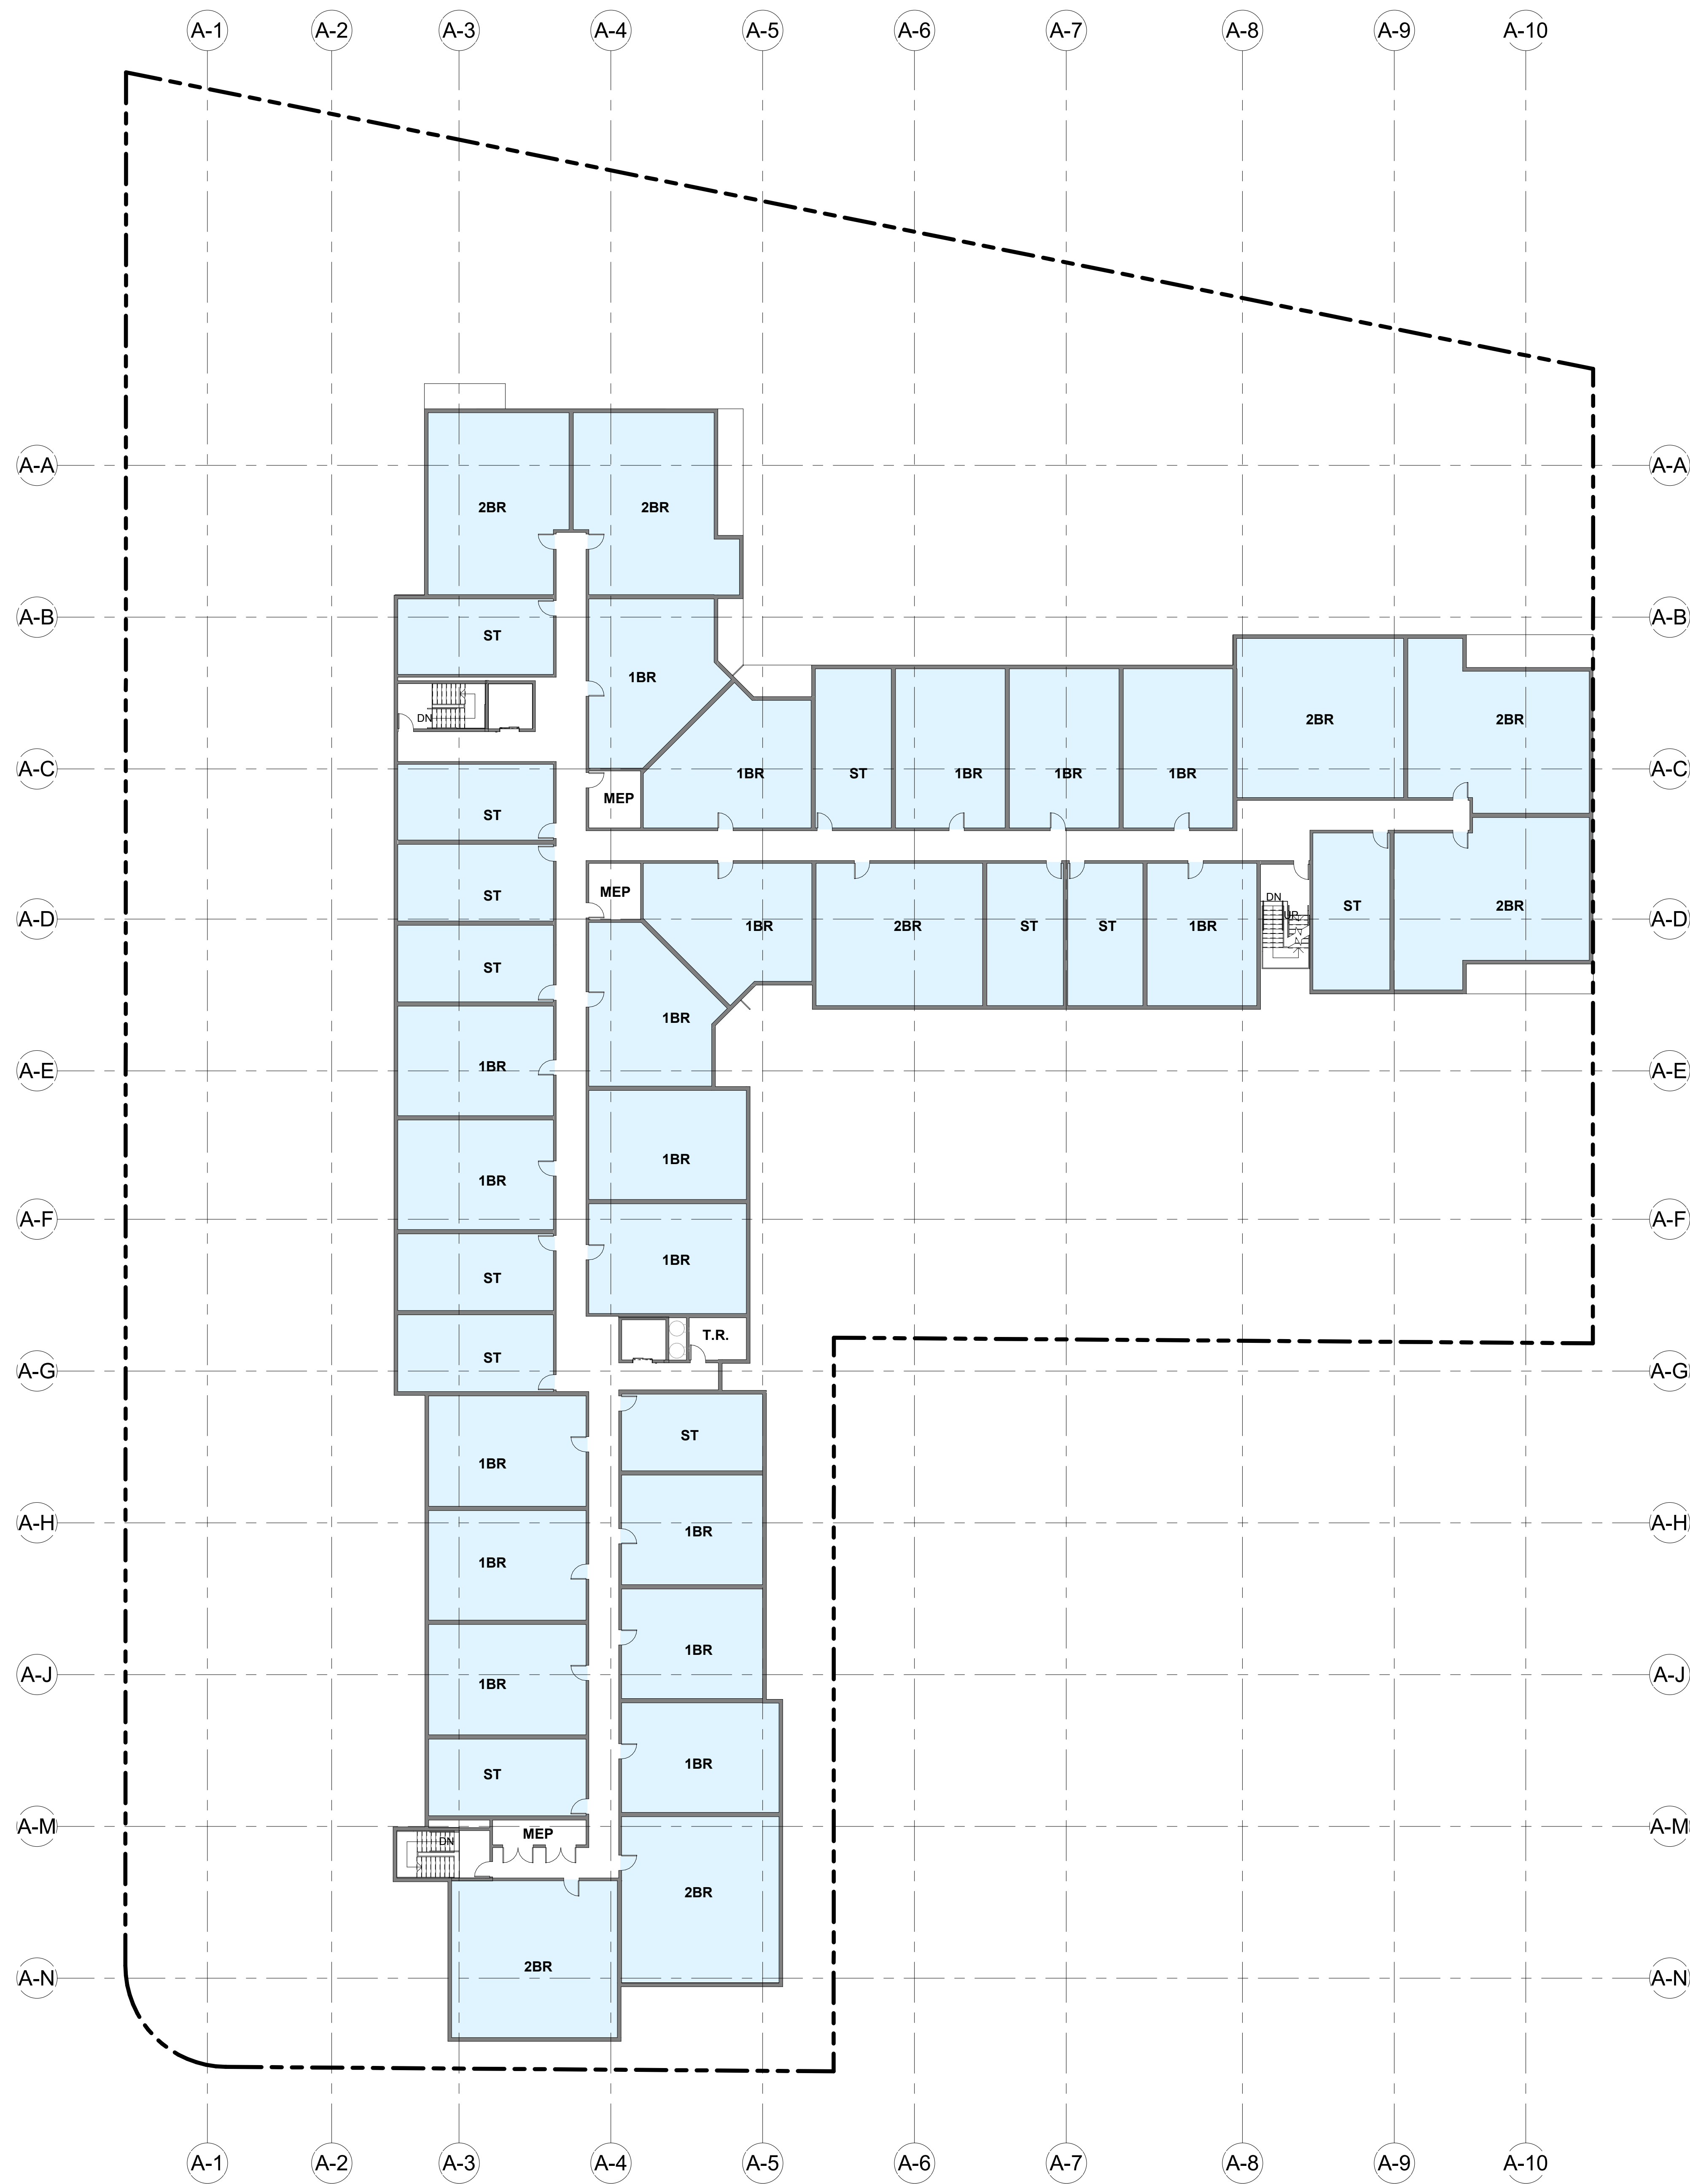 A-1 A-2 A-3 A-4 A-5 A-6 A-7 A-8 A-9 A-10
A-A A-A
2BR 2BR
A-B A-B
ST
1BR
DN
2BR 2BR
A-C A-C
1BR ST 1BR 1BR 1BR
MEP
ST
MEP
ST
DN
UP
A-D A-D
1BR 2BR ST ST 1BR ST 2BR
ST
1BR
A-E A-E
1BR
1BR
1BR
A-F A-F
1BR
ST
T.R.
ST
A-G A-G
ST
1BR
A-H A-H
1BR
1BR
1BR
A-J A-J
1BR
1BR
ST
A-M A-M
MEP
DN
2BR
2BR
A-N A-N
A-1 A-2 A-3 A-4 A-5 A-6 A-7 A-8 A-9 A-10